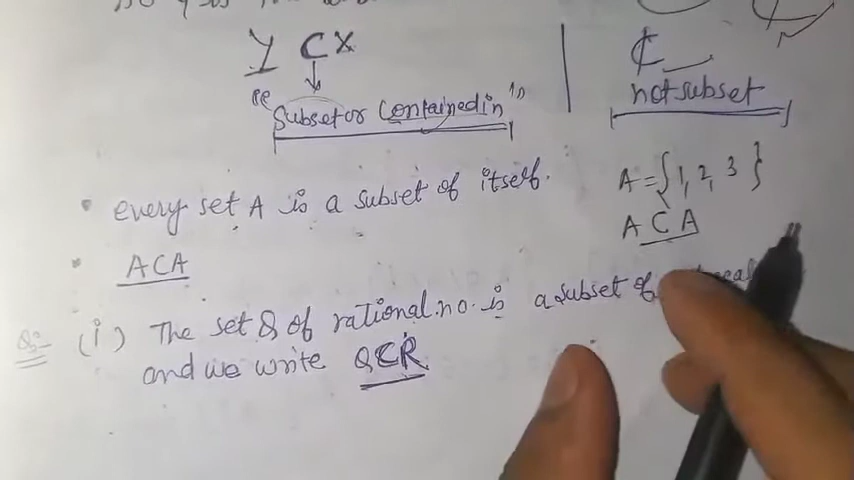 Y ⊂ X
"Subset or Contained in"
⊄
not subset
• every set A is a subset of itself.
A = {1, 2, 3}
A ⊂ A
• A ⊂ A
(i) The set Q of rational.no. is a subset of real
and we write Q ⊂ R